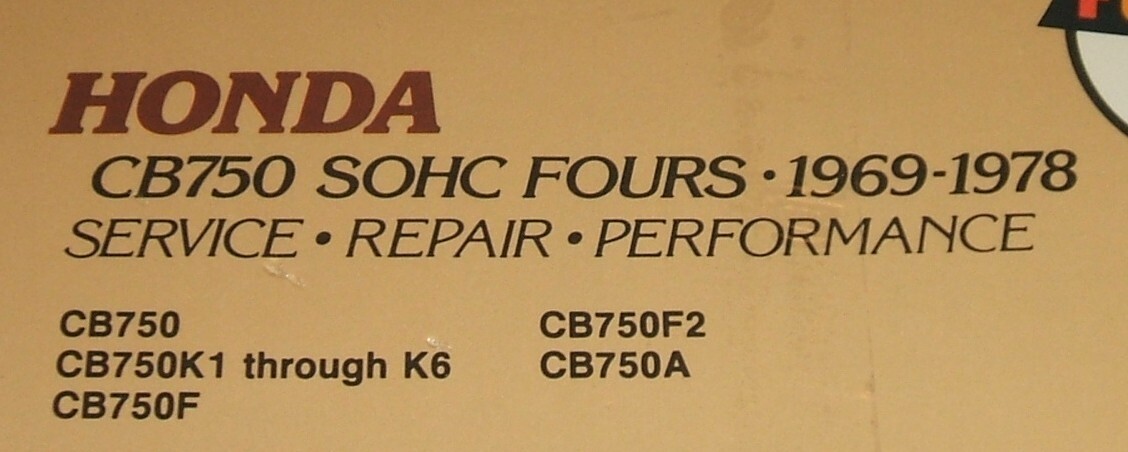 HONDA
CB750 SOHC FOURS • 1969-1978
SERVICE • REPAIR • PERFORMANCE
CB750
CB750K1 through K6
CB750F
CB750F2
CB750A